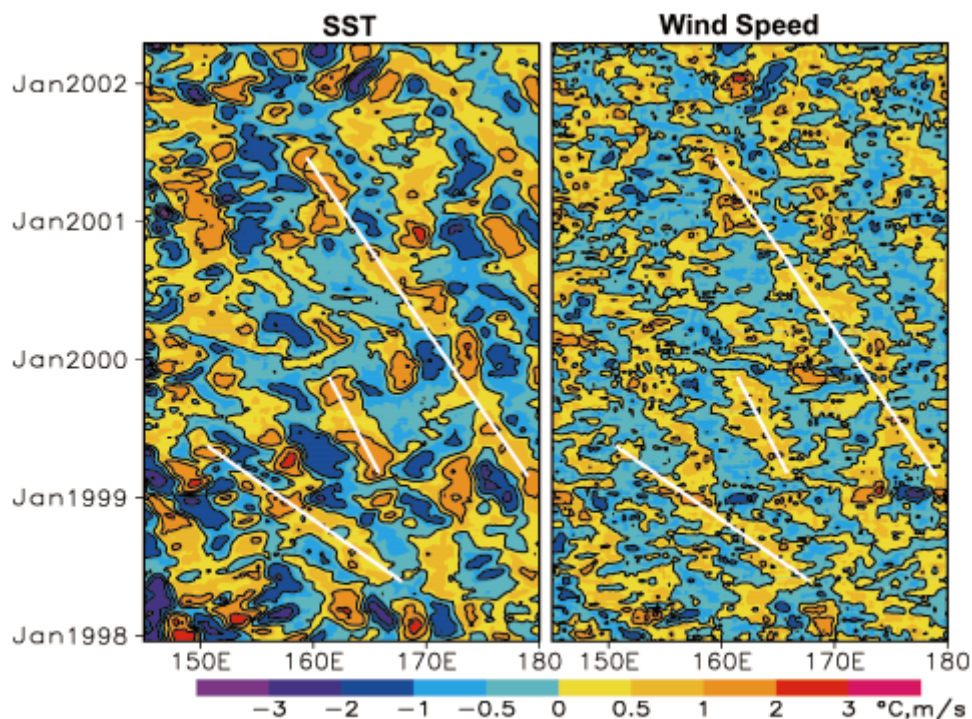 SST Wind Speed
Jan2002
Jan2001
Jan2000
Jan1999
Jan1998
150E 160E 170E 180 150E 160E 170E 180
−3 −2 −1 −0.5 0 0.5 1 2 3 °C,m/s